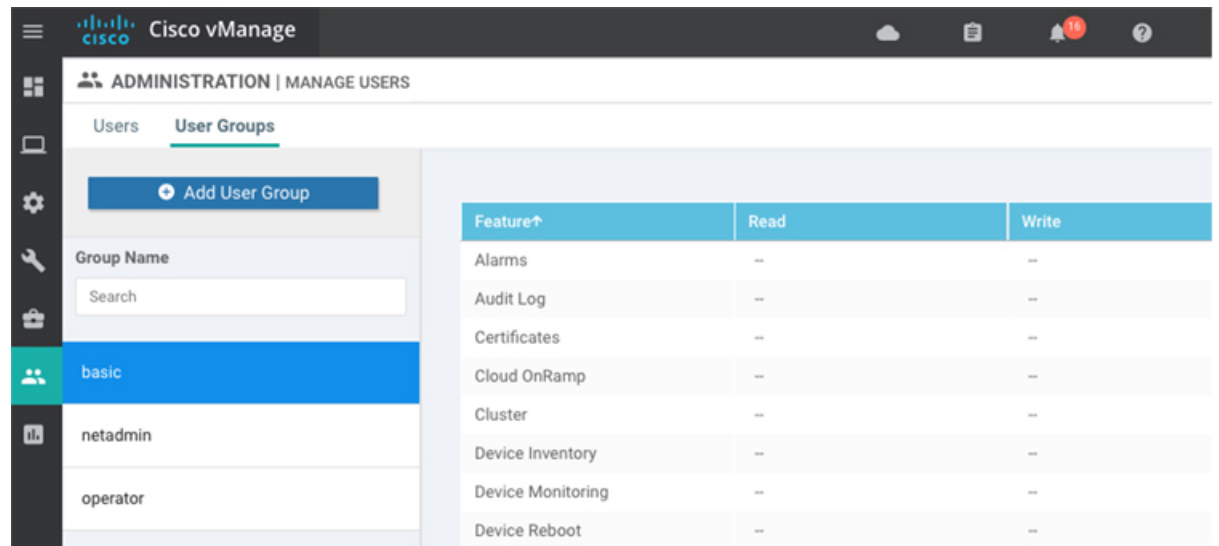 CISCO Cisco vManage 16
ADMINISTRATION | MANAGE USERS
Users User Groups
Add User Group
Group Name
Search
basic
netadmin
operator
Feature↑ Read Write
Alarms -- --
Audit Log -- --
Certificates -- --
Cloud OnRamp -- --
Cluster -- --
Device Inventory -- --
Device Monitoring -- --
Device Reboot -- --